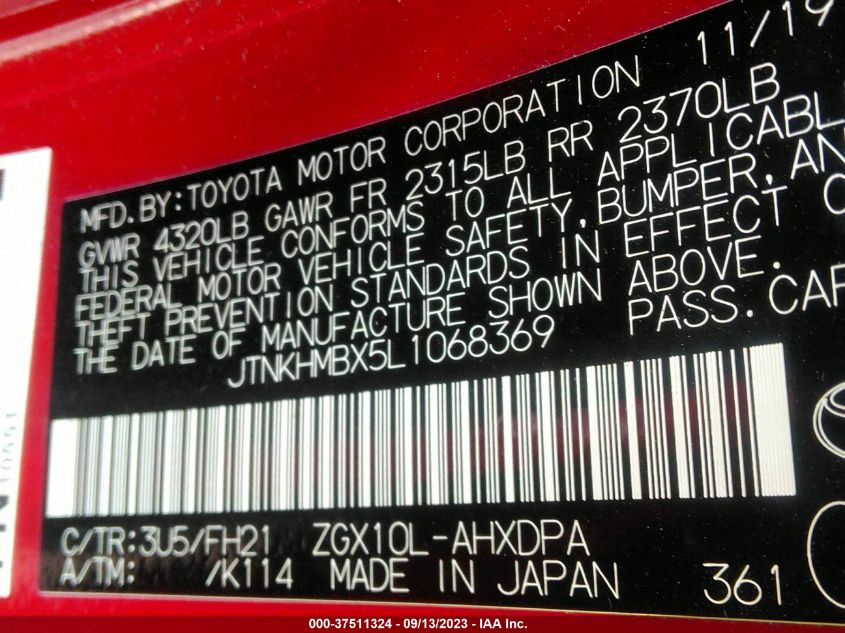 MFD. BY: TOYOTA MOTOR CORPORATION 11/19
GVWR 4320LB GAWR FR 2315LB RR 2370LB
THIS VEHICLE CONFORMS TO ALL APPLICABL
FEDERAL MOTOR VEHICLE SAFETY, BUMPER, AN
THEFT PREVENTION STANDARDS IN EFFECT
THE DATE OF MANUFACTURE SHOWN ABOVE.
JTNKHMBX5L1068369 PASS. CAR
C/TR: 3U5/FH21 ZGX10L-AHXDPA
A/TM: /K114 MADE IN JAPAN 361
10551
000-37511324 - 09/13/2023 - IAA Inc.